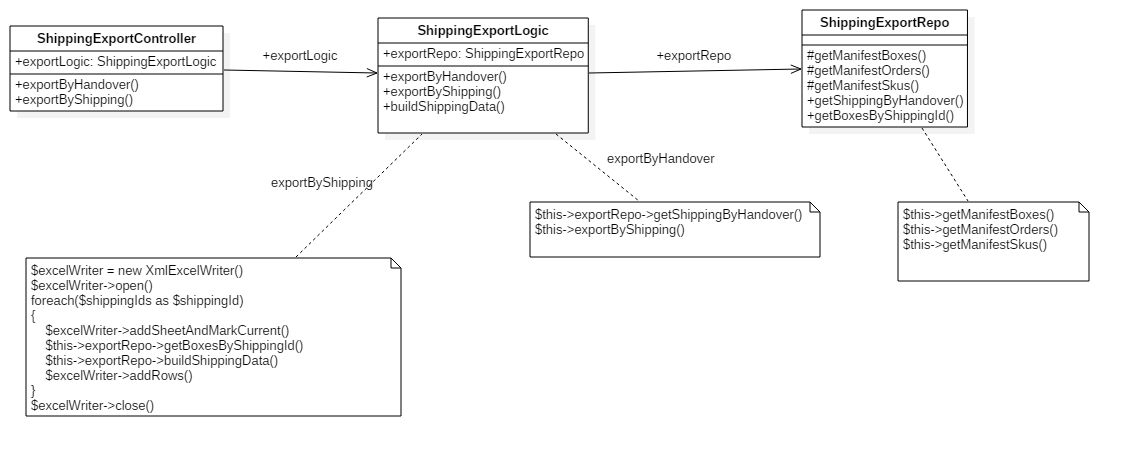 ShippingExportController
+exportLogic: ShippingExportLogic
+exportByHandover()
+exportByShipping()
+exportLogic
ShippingExportLogic
+exportRepo: ShippingExportRepo
+exportByHandover()
+exportByShipping()
+buildShippingData()
+exportRepo
ShippingExportRepo
#getManifestBoxes()
#getManifestOrders()
#getManifestSkus()
+getShippingByHandover()
+getBoxesByShippingId()
exportByShipping
exportByHandover
$excelWriter = new XmlExcelWriter()
$excelWriter->open()
foreach($shippingIds as $shippingId)
{
    $excelWriter->addSheetAndMarkCurrent()
    $this->exportRepo->getBoxesByShippingId()
    $this->exportRepo->buildShippingData()
    $excelWriter->addRows()
}
$excelWriter->close()
$this->exportRepo->getShippingByHandover()
$this->exportByShipping()
$this->getManifestBoxes()
$this->getManifestOrders()
$this->getManifestSkus()